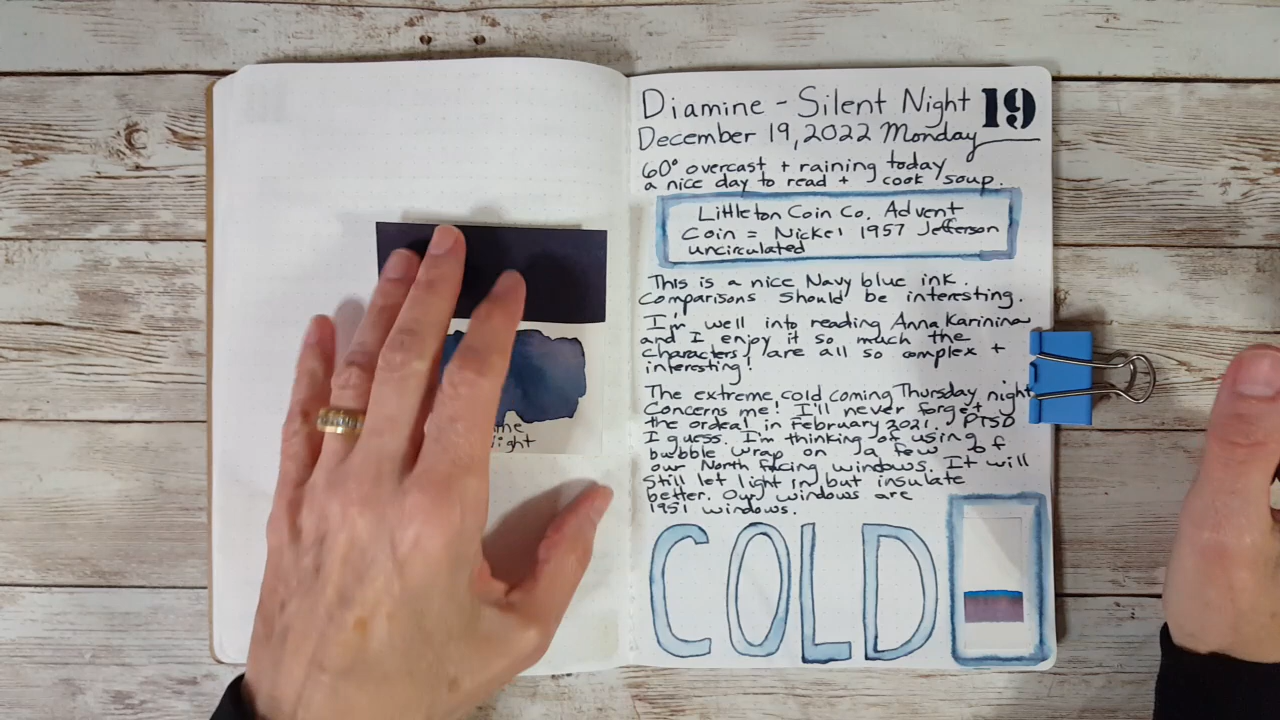 Diamine - Silent Night 19
December 19, 2022 Monday
60° overcast + raining today
a nice day to read + cook soup.
Littleton Coin Co. Advent
Coin = Nickel 1957 Jefferson
uncirculated
This is a nice Navy blue ink.
Comparisons should be interesting.
I'm well into reading Anna Karinina
and I enjoy it so much the
characters, are all so complex +
interesting!
The extreme cold coming Thursday night
Concerns me! I'll never forget
the ordeal in February 2021. PTSD
I guess. I'm thinking of using
bubble wrap on a few of
our North facing windows. It will
still let light in but insulate
better. Our windows are
1951 windows.
COLD